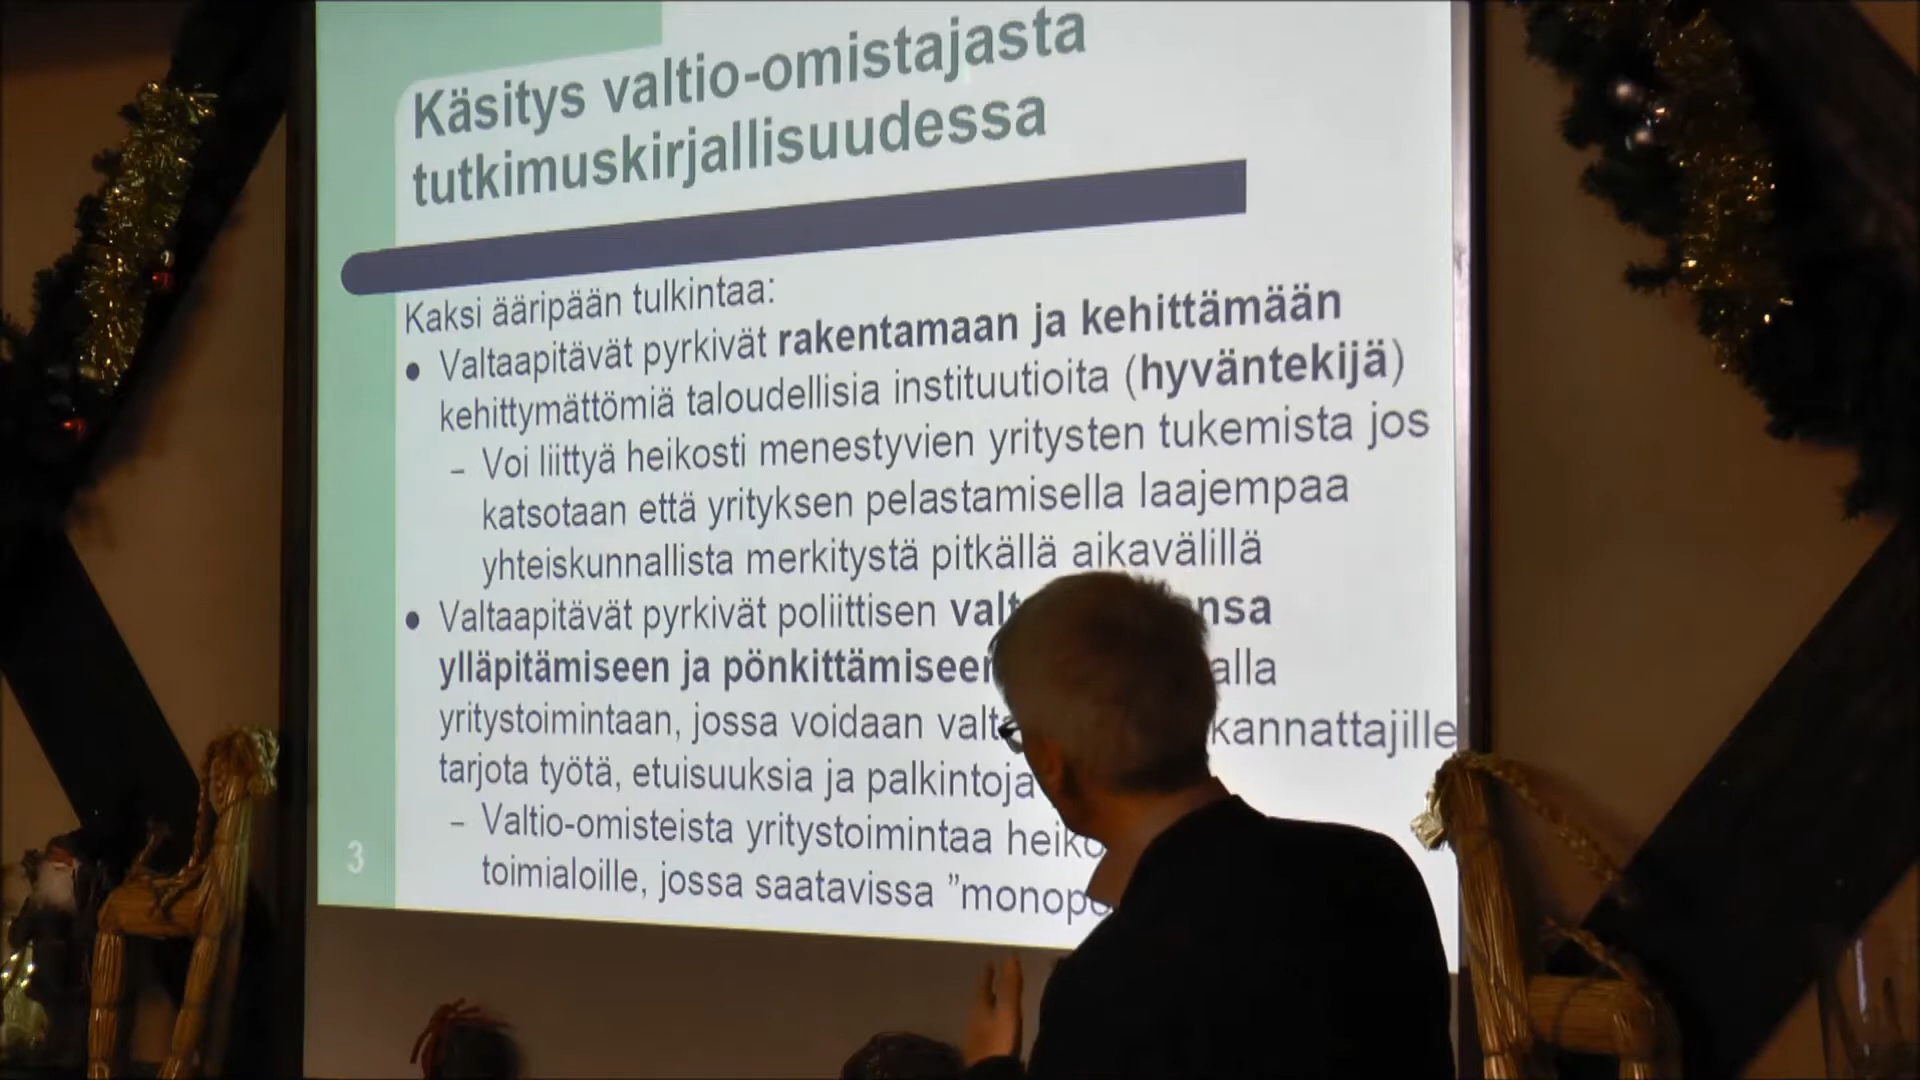 Käsitys valtio-omistajasta
tutkimuskirjallisuudessa
Kaksi ääripään tulkintaa:
● Valtaapitävät pyrkivät rakentamaan ja kehittämään
kehittymättömiä taloudellisia instituutioita (hyväntekijä)
– Voi liittyä heikosti menestyvien yritysten tukemista jos
katsotaan että yrityksen pelastamisella laajempaa
yhteiskunnallista merkitystä pitkällä aikavälillä
● Valtaapitävät pyrkivät poliittisen
ylläpitämiseen ja pönkittämiseen
yritystoimintaan, jossa voidaan
tarjota työtä, etuisuuksia ja palkintoja
– Valtio-omisteista yritystoimintaa
toimialoille, jossa saatavissa
3